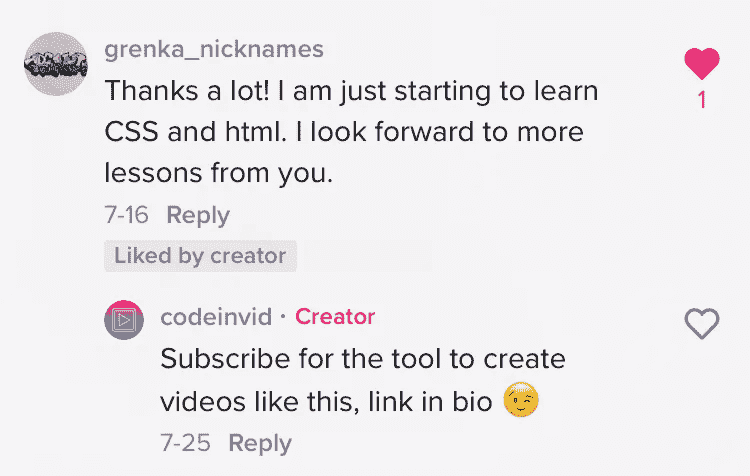 grenka_nicknames
Thanks a lot! I am just starting to learn
CSS and html. I look forward to more
lessons from you.
1
7-16 Reply
Liked by creator
codeinvid · Creator
Subscribe for the tool to create
videos like this, link in bio 😉
7-25 Reply